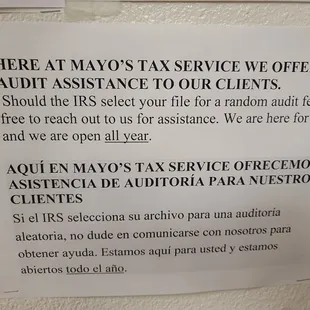 HERE AT MAYO'S TAX SERVICE WE OFFE
AUDIT ASSISTANCE TO OUR CLIENTS.
Should the IRS select your file for a random audit fe
free to reach out to us for assistance. We are here for
and we are open all year.
AQUÍ EN MAYO'S TAX SERVICE OFRECEMO
ASISTENCIA DE AUDITORÍA PARA NUESTRO
CLIENTES
Si el IRS selecciona su archivo para una auditoría
aleatoria, no dude en comunicarse con nosotros para
obtener ayuda. Estamos aquí para usted y estamos
abiertos todo el año.